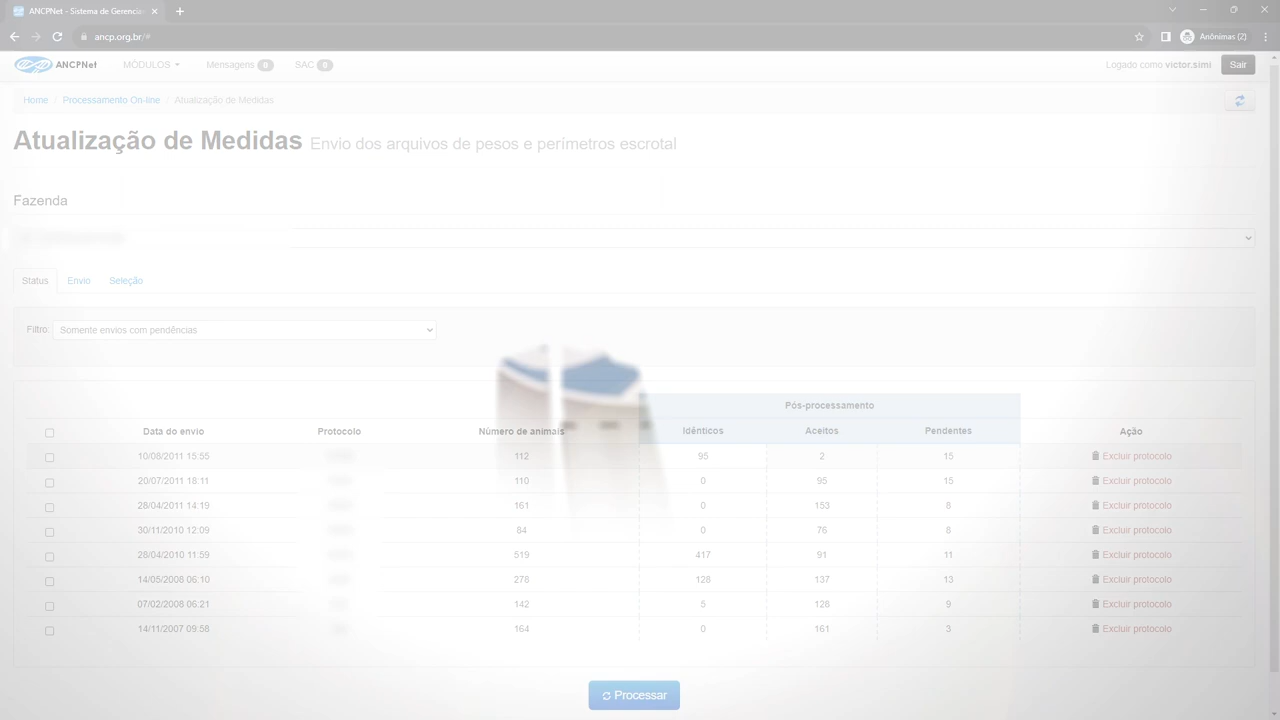 ANCPNet - Sistema de Gerencia
ancp.org.br/#
Anônimas (2)
ANCPNet MÓDULOS Mensagens 0 SAC 0 Logado como victor.simi Sair
Home / Processamento On-line / Atualização de Medidas
Atualização de Medidas Envio dos arquivos de pesos e perímetros escrotal
Fazenda
Status Envio Seleção
Filtro: Somente envios com pendências
Pós-processamento
Data do envio Protocolo Número de animais Idênticos Aceitos Pendentes Ação
10/08/2011 15:55 112 95 2 15 Excluir protocolo
20/07/2011 18:11 110 0 95 15 Excluir protocolo
28/04/2011 14:19 161 0 153 8 Excluir protocolo
30/11/2010 12:09 84 0 76 8 Excluir protocolo
28/04/2010 11:59 519 417 91 11 Excluir protocolo
14/05/2008 06:10 278 128 137 13 Excluir protocolo
07/02/2008 06:21 142 5 128 9 Excluir protocolo
14/11/2007 09:58 164 0 161 3 Excluir protocolo
Processar